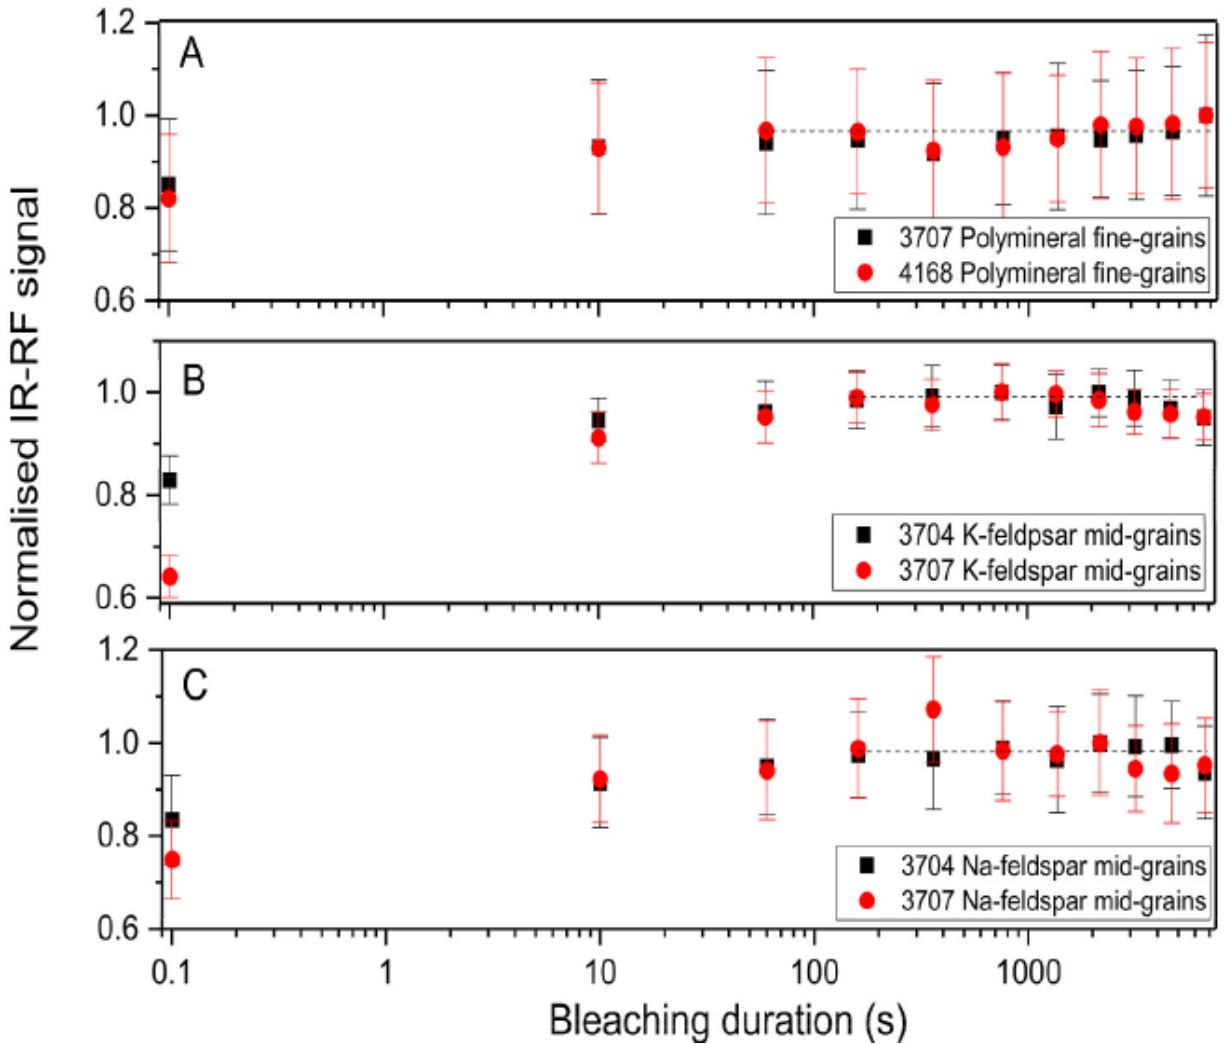 Normalised IR-RF signal
A
1.2
1.0
0.8
0.6
3707 Polymineral fine-grains
4168 Polymineral fine-grains
B
1.0
0.8
0.6
3704 K-feldpsar mid-grains
3707 K-feldspar mid-grains
C
1.2
1.0
0.8
0.6
3704 Na-feldspar mid-grains
3707 Na-feldspar mid-grains
0.1 1 10 100 1000
Bleaching duration (s)